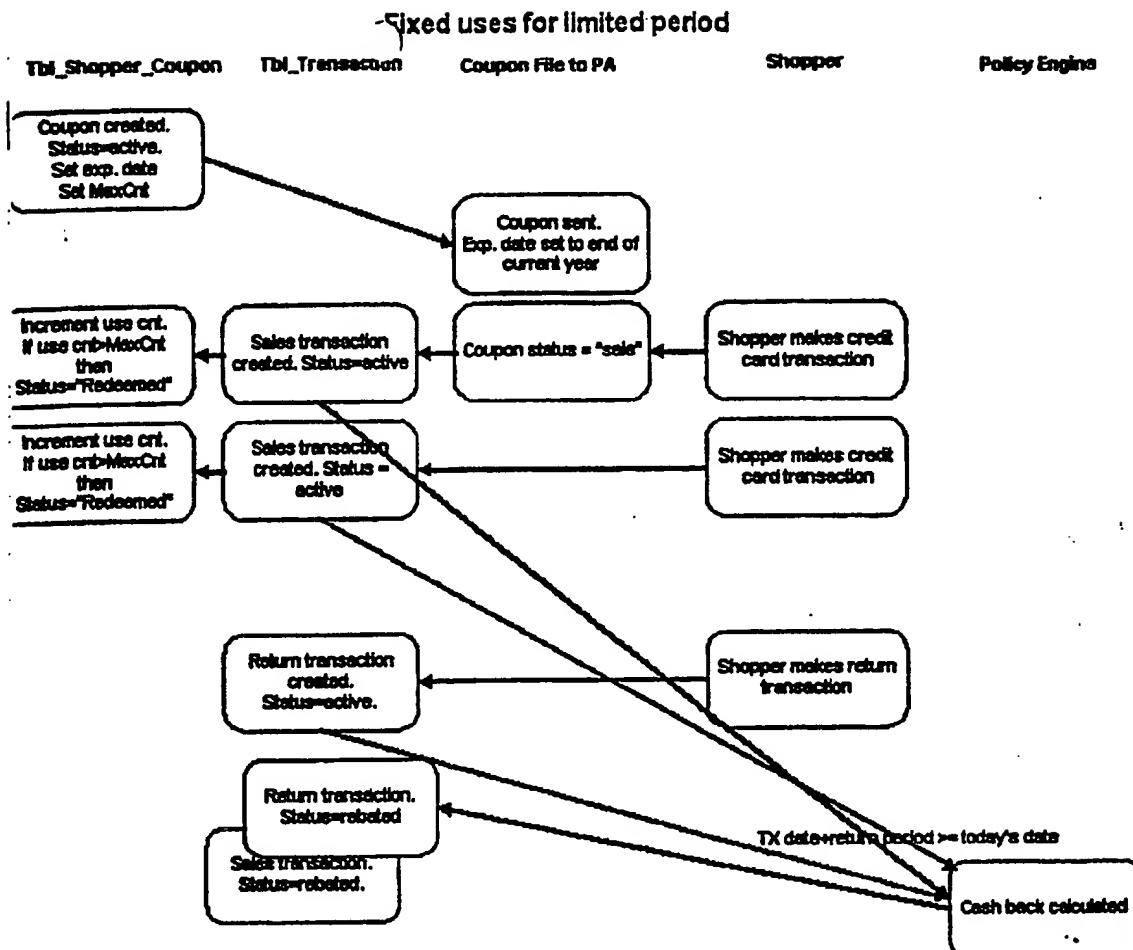 Fixed uses for limited period
Tbl_Shopper_Coupon Tbl_Transaction Coupon File to PA Shopper Policy Engine
Coupon created.
Status=active.
Set exp. date
Set MaxCnt
Coupon sent.
Exp. date set to end of
current year
Increment use cnt.
If use cnt>MaxCnt
then
Status="Redeemed"
Sales transaction
created. Status=active
Coupon status = "sale"
Shopper makes credit
card transaction
Increment use cnt.
If use cnt>MaxCnt
then
Status="Redeemed"
Sales transaction
created. Status =
active
Shopper makes credit
card transaction
Return transaction
created.
Status=active.
Shopper makes return
transaction
Return transaction.
Status=rebated
TX date+return period >= today's date
Sales transaction.
Status=rebated.
Cash back calculated